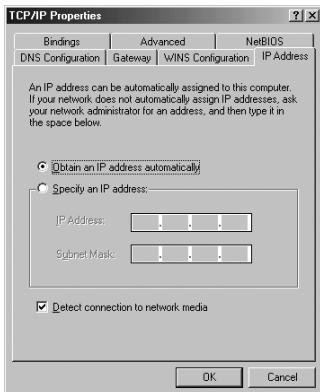 TCP/IP Properties
Bindings Advanced NetBIOS
DNS Configuration Gateway WINS Configuration IP Address
An IP address can be automatically assigned to this computer.
If your network does not automatically assign IP addresses, ask
your network administrator for an address, and then type it in
the space below.
Obtain an IP address automatically
Specify an IP address:
IP Address:
Subnet Mask:
Detect connection to network media
OK Cancel